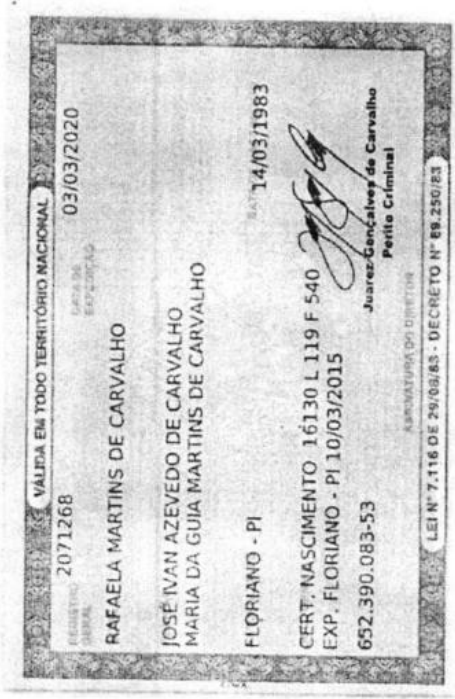 VÁLIDA EM TODO TERRITÓRIO NACIONAL
REGISTRO GERAL 2071268 DATA DE EXPEDIÇÃO 03/03/2020
RAFAELA MARTINS DE CARVALHO
JOSÉ IVAN AZEVEDO DE CARVALHO
MARIA DA GUIA MARTINS DE CARVALHO
FLORIANO - PI 14/03/1983
CERT. NASCIMENTO 16130 L 119 F 540
EXP. FLORIANO - PI 10/03/2015
652.390.083-53
Juarez Gonçalves de Carvalho
Perito Criminal
ASSINATURA DO DIRETOR
LEI Nº 7.116 DE 29/08/83 - DECRETO Nº 89.250/83